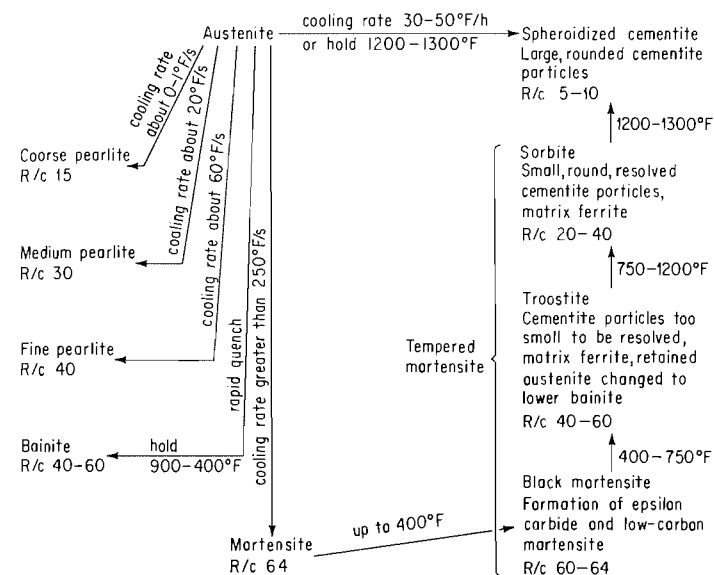 Austenite
cooling rate 30-50°F/h
or hold 1200-1300°F
Spheroidized cementite
Large, rounded cementite
particles
R/c 5-10
cooling rate
about 0-1°F/s
Coarse pearlite
R/c 15
cooling rate about 20°F/s
Medium pearlite
R/c 30
cooling rate about 60°F/s
Fine pearlite
R/c 40
rapid quench
Bainite
R/c 40-60
hold
900-400°F
cooling rate greater than 250°F/s
Martensite
R/c 64
up to 400°F
Tempered
martensite
1200-1300°F
Sorbite
Small, round, resolved
cementite particles,
matrix ferrite
R/c 20-40
750-1200°F
Troostite
Cementite particles too
small to be resolved,
matrix ferrite, retained
austenite changed to
lower bainite
R/c 40-60
400-750°F
Black martensite
Formation of epsilon
carbide and low-carbon
martensite
R/c 60-64